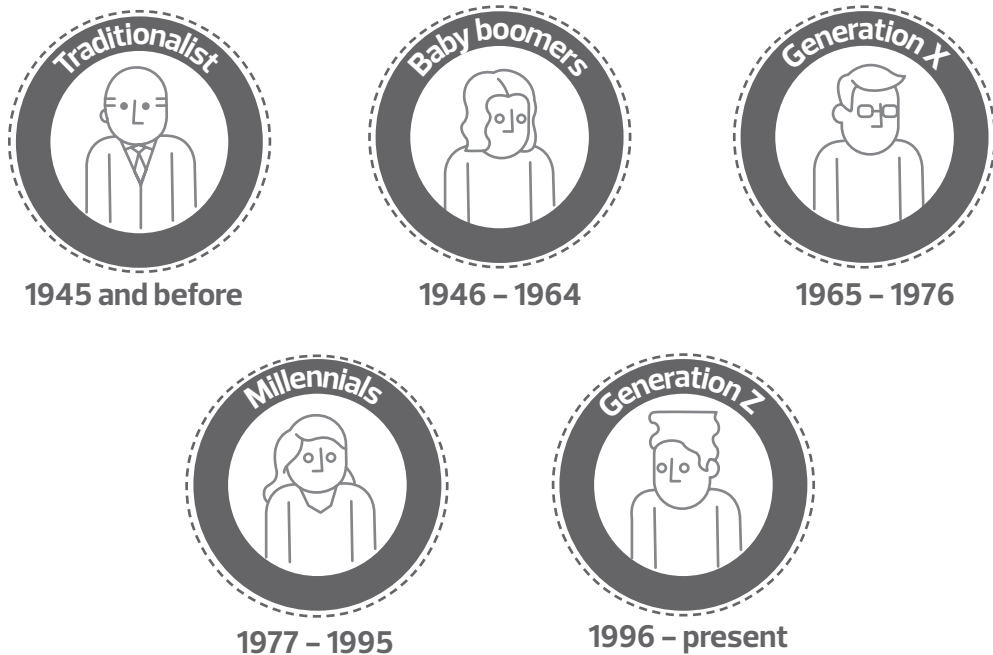 Traditionalist
1945 and before
Baby boomers
1946 – 1964
Generation X
1965 – 1976
Millennials
1977 – 1995
Generation Z
1996 – present